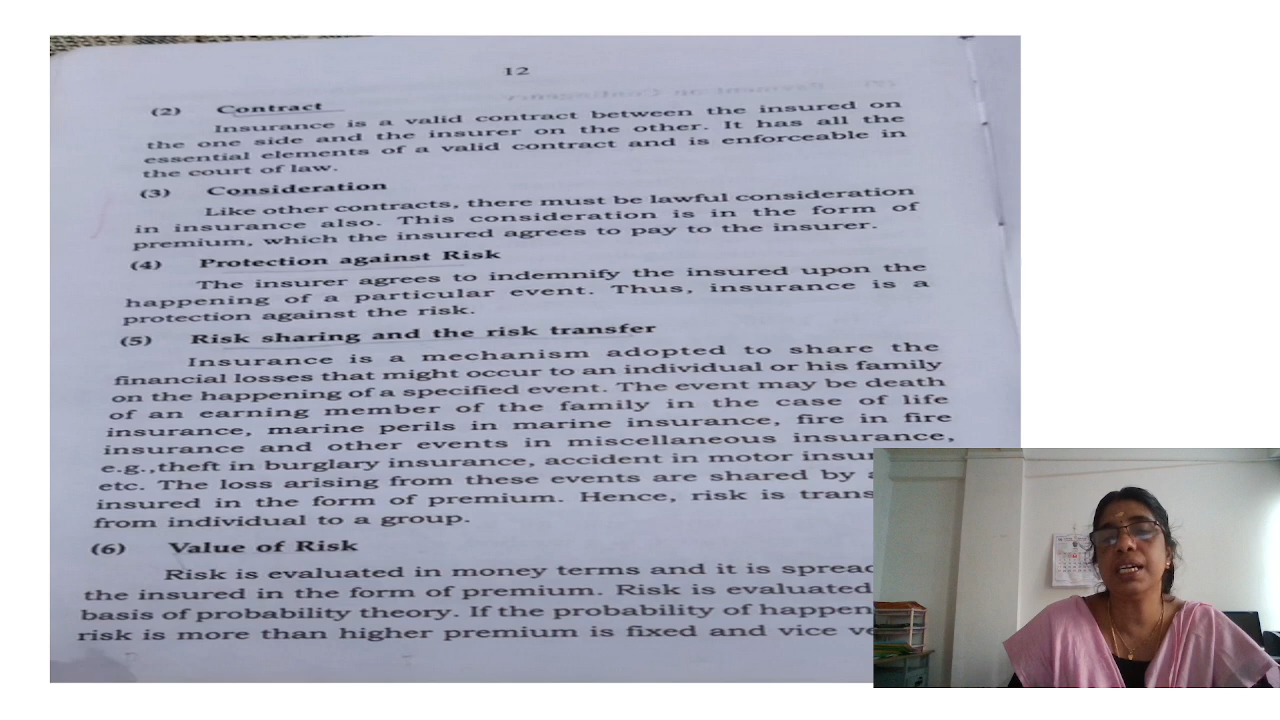 12
(2) Contract
Insurance is a valid contract between the insured on
the one side and the insurer on the other. It has all the
essential elements of a valid contract and is enforceable in
the court of law.
(3) Consideration
Like other contracts, there must be lawful consideration
in insurance also. This consideration is in the form of
premium, which the insured agrees to pay to the insurer.
(4) Protection against Risk
The insurer agrees to indemnify the insured upon the
happening of a particular event. Thus, insurance is a
protection against the risk.
(5) Risk sharing and the risk transfer
Insurance is a mechanism adopted to share the
financial losses that might occur to an individual or his family
on the happening of a specified event. The event may be death
of an earning member of the family in the case of life
insurance, marine perils in marine insurance, fire in fire
insurance and other events in miscellaneous insurance,
e.g.,theft in burglary insurance, accident in motor
etc. The loss arising from these events are shared by
insured in the form of premium. Hence, risk is
from individual to a group.
(6) Value of Risk
Risk is evaluated in money terms and it is
the insured in the form of premium. Risk is evaluated
basis of probability theory. If the probability of
risk is more than higher premium is fixed and vice